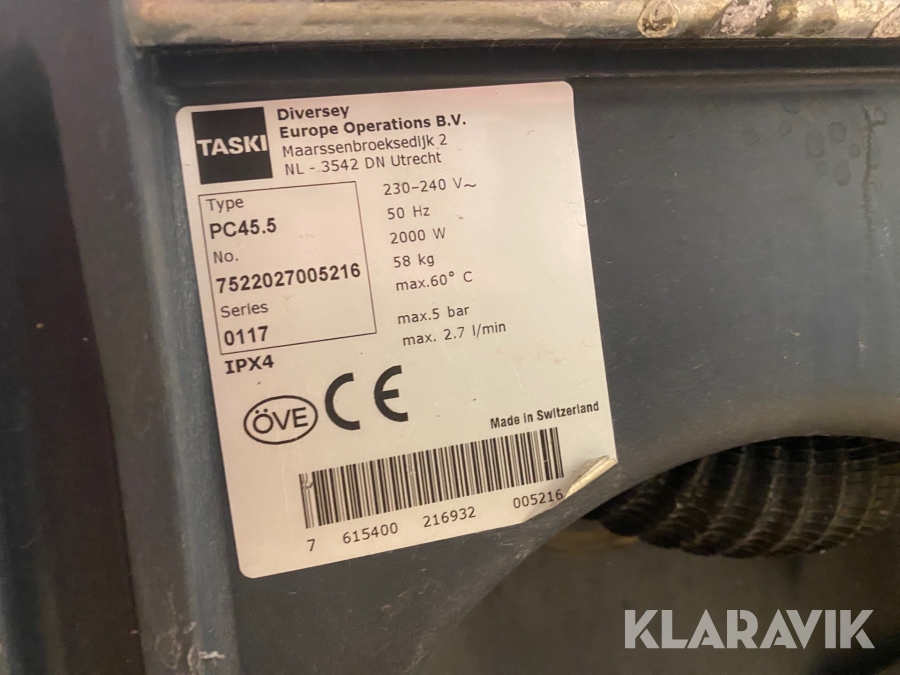 TASKI
Diversey
Europe Operations B.V.
Maarssenbroeksedijk 2
NL - 3542 DN Utrecht
Type
PC45.5
No.
7522027005216
Series
0117
IPX4
230-240 V~
50 Hz
2000 W
58 kg
max.60° C
max.5 bar
max. 2.7 l/min
ÖVE CE
Made in Switzerland
7 615400 216932 005216
KLARAVIK